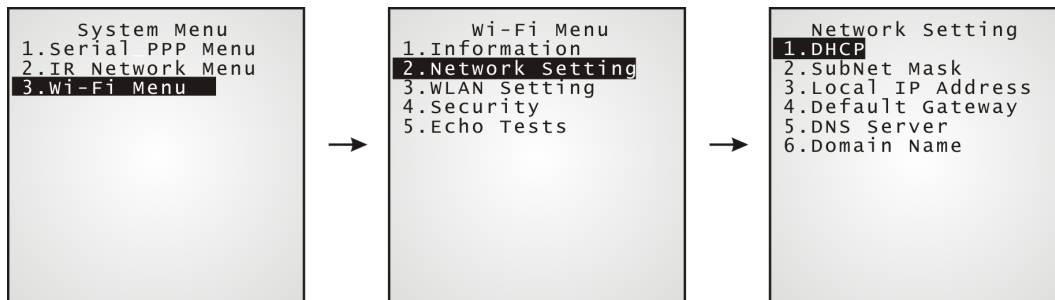 System Menu
1.Serial PPP Menu
2.IR Network Menu
3.Wi-Fi Menu
Wi-Fi Menu
1.Information
2.Network Setting
3.WLAN Setting
4.Security
5.Echo Tests
Network Setting
1.DHCP
2.SubNet Mask
3.Local IP Address
4.Default Gateway
5.DNS Server
6.Domain Name